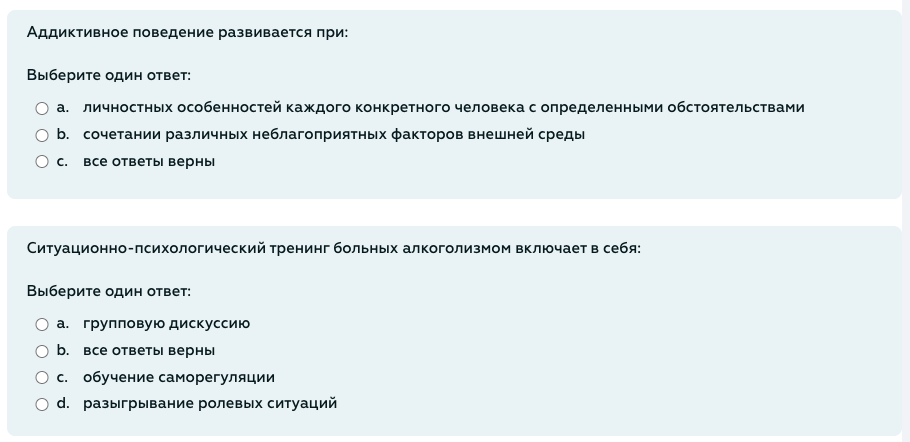 Аддиктивное поведение развивается при:
Выберите один ответ:
a. личностных особенностей каждого конкретного человека с определенными обстоятельствами
b. сочетании различных неблагоприятных факторов внешней среды
c. все ответы верны
Ситуационно-психологический тренинг больных алкоголизмом включает в себя:
Выберите один ответ:
a. групповую дискуссию
b. все ответы верны
c. обучение саморегуляции
d. разыгрывание ролевых ситуаций